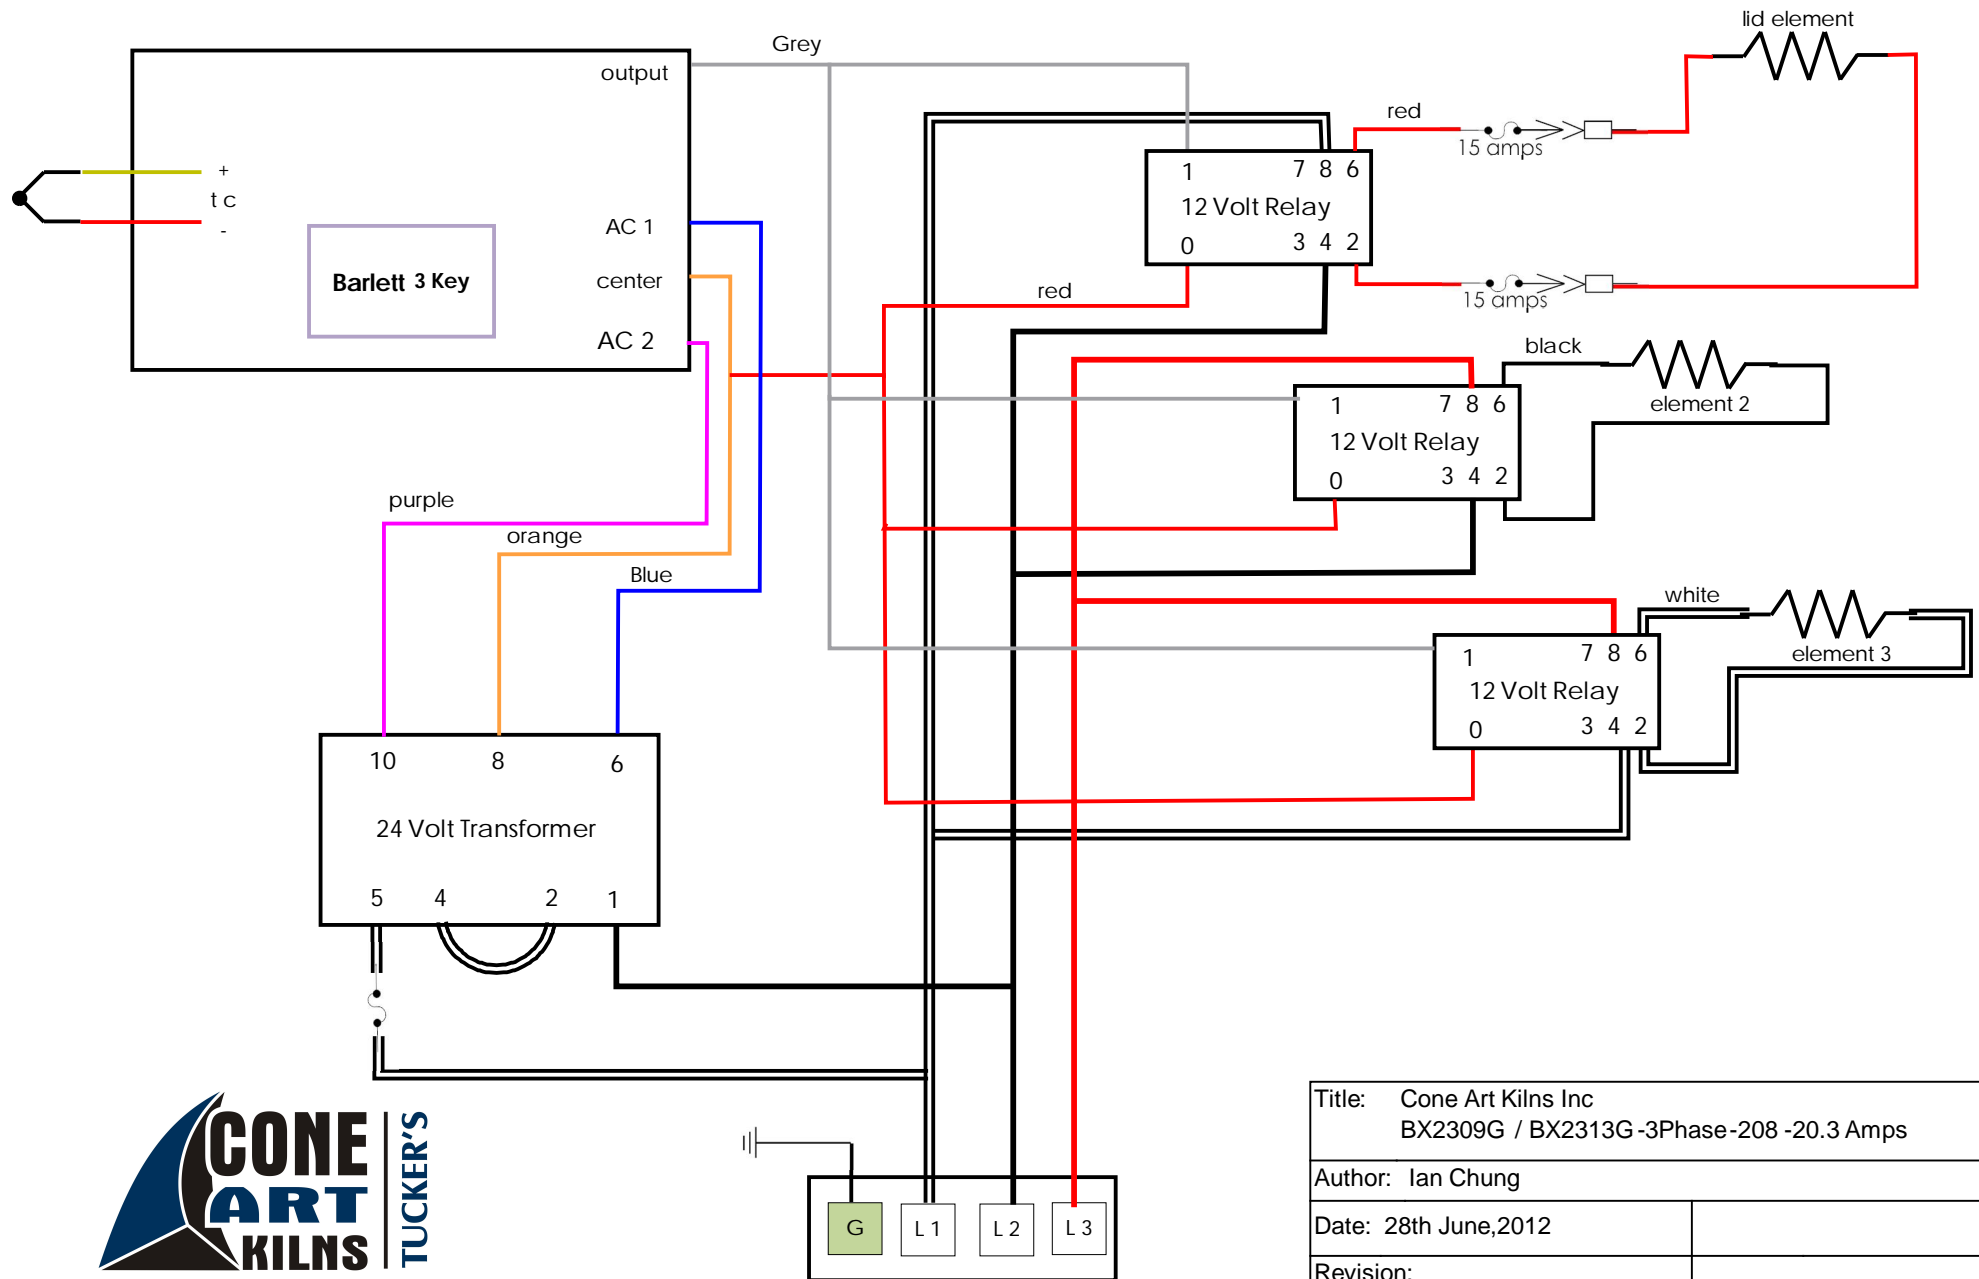 lid element
Grey
output
red
15 amps
+
t c
-
1 7 8 6
12 Volt Relay
0 3 4 2
AC 1
center
AC 2
Barlett 3 Key
red
15 amps
black
element 2
1 7 8 6
12 Volt Relay
0 3 4 2
purple
orange
Blue
white
element 3
1 7 8 6
12 Volt Relay
0 3 4 2
10 8 6
24 Volt Transformer
5 4 2 1
CONE
ART
KILNS
TUCKER'S
G L 1 L 2 L 3
Title: Cone Art Kilns Inc
BX2309G / BX2313G -3Phase-208 -20.3 Amps
Author: Ian Chung
Date: 28th June,2012
Revision: